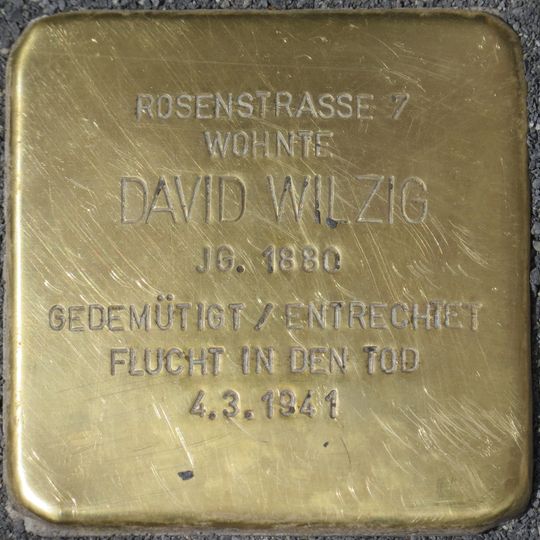 ROSENSTRASSE 7
WOHNTE
DAVID WILZIG
JG. 1880
GEDEMÜTIGT / ENTRECHTET
FLUCHT IN DEN TOD
4.3.1941